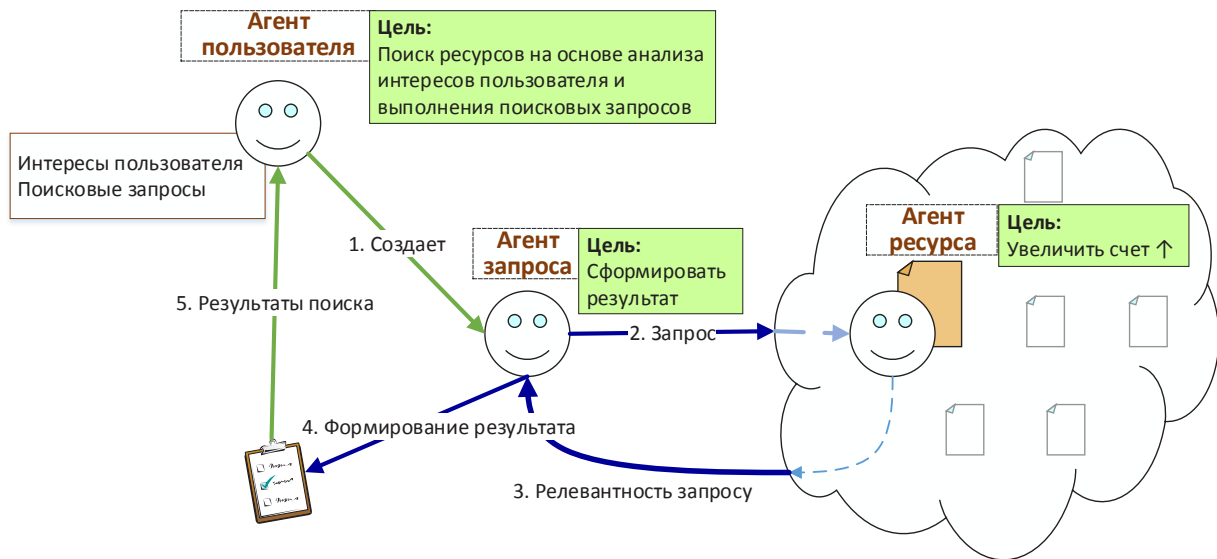 Агент
пользователя
Цель:
Поиск ресурсов на основе анализа
интересов пользователя и
выполнения поисковых запросов
Интересы пользователя
Поисковые запросы
1. Создает
Агент
запроса
Цель:
Сформировать
результат
Агент
ресурса
Цель:
Увеличить счет ↑
5. Результаты поиска
2. Запрос
4. Формирование результата
3. Релевантность запросу